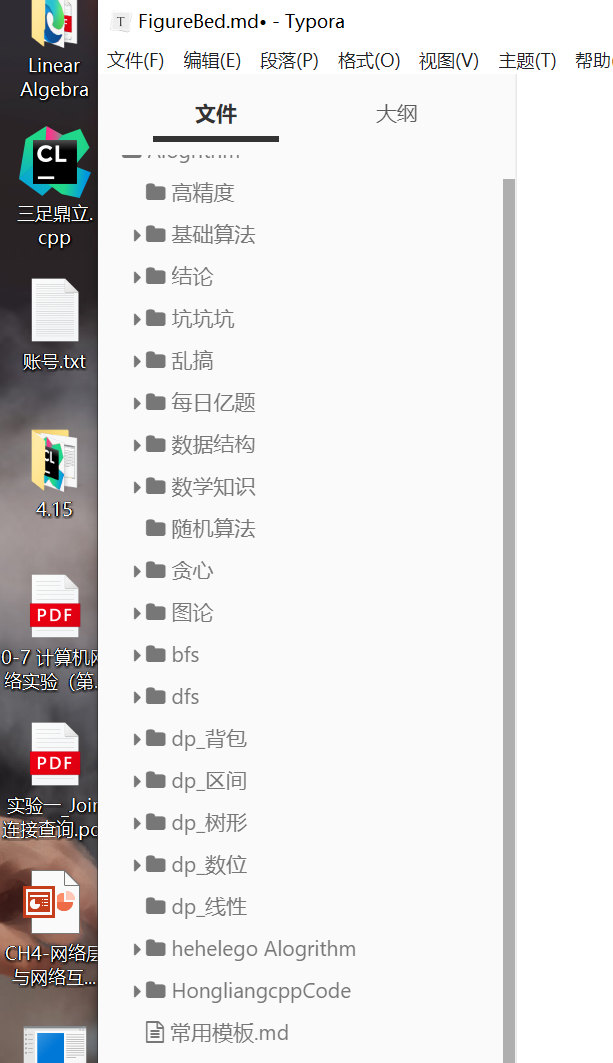 FigureBed.md• - Typora
文件(F) 编辑(E) 段落(P) 格式(O) 视图(V) 主题(T) 帮助(
文件 大纲
Alogrithm
高精度
基础算法
结论
坑坑坑
乱搞
每日亿题
数据结构
数学知识
随机算法
贪心
图论
bfs
dfs
dp_背包
dp_区间
dp_树形
dp_数位
dp_线性
hehelego Alogrithm
HongliangcppCode
常用模板.md
Linear
Algebra
CL
三足鼎立.
cpp
账号.txt
CL
4.15
PDF
0-7 计算机网
络实验（第...
PDF
实验一_Join
连接查询.pd
CH4-网络层
与网络互...